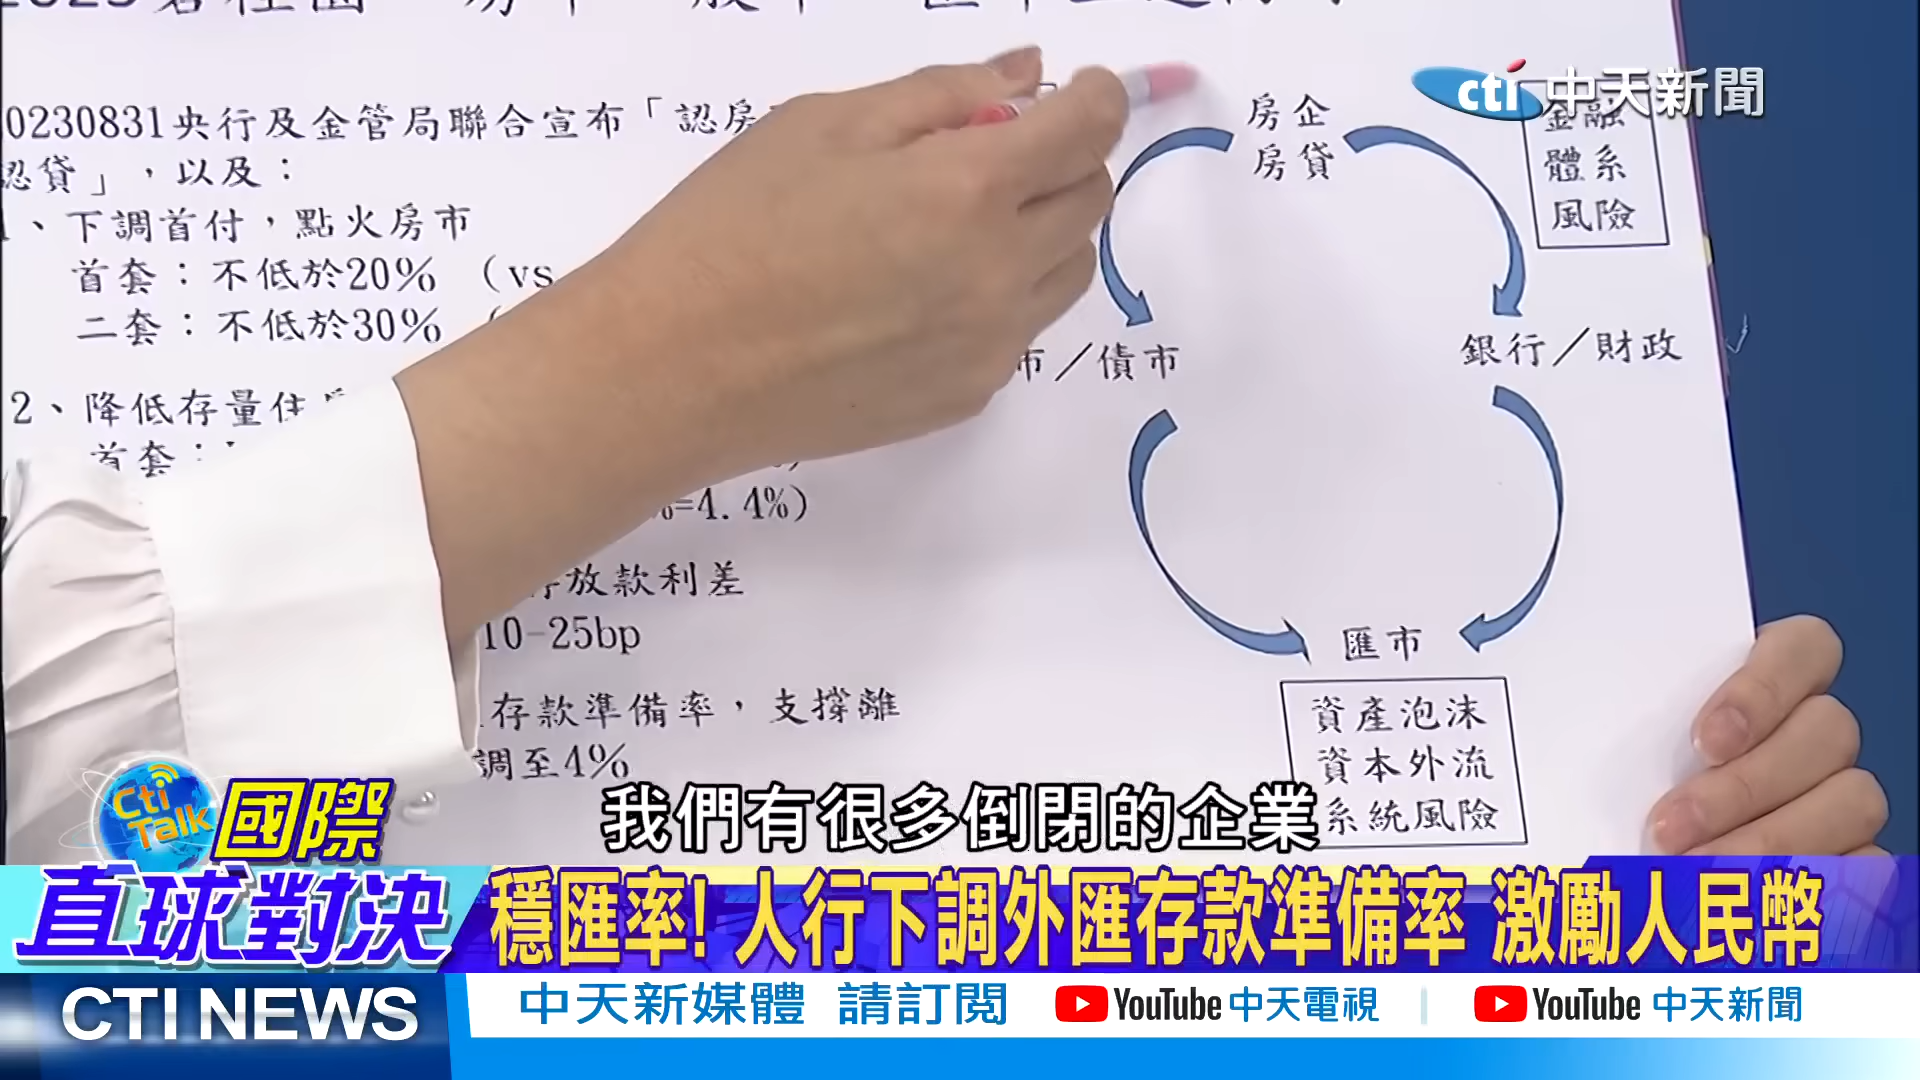 20230831央行及金管局聯合宣布「認房
認貸」，以及：
1、下調首付，點火房市
首套：不低於20%（vs
二套：不低於30%（
2、降低存量住
首套：
%=4.4%)
存放款利差
10-25bp
存款準備率，支撐離
調至4%
房企
房貸
金融
體系
風險
市／債市
銀行／財政
匯市
資產泡沫
資本外流
系統風險
cti 中天新聞
我們有很多倒閉的企業
Cti Talk
國際
直球對決
穩匯率! 人行下調外匯存款準備率 激勵人民幣
CTI NEWS
中天新媒體 請訂閱 YouTube 中天電視 | YouTube 中天新聞